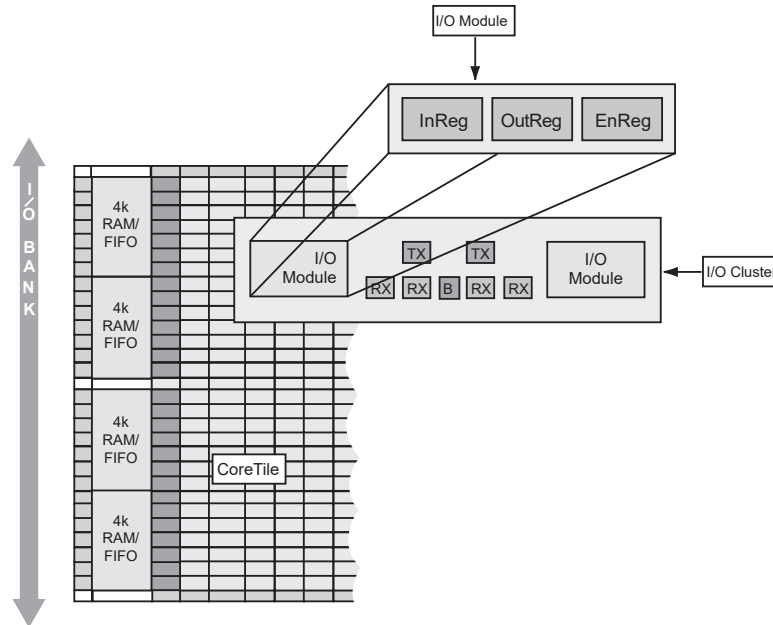 I/O Module
InReg
OutReg
EnReg
I/O BANK
4k
RAM/
FIFO
4k
RAM/
FIFO
4k
RAM/
FIFO
4k
RAM/
FIFO
I/O
Module
TX
TX
RX
RX
B
RX
RX
I/O
Module
I/O Cluster
CoreTile